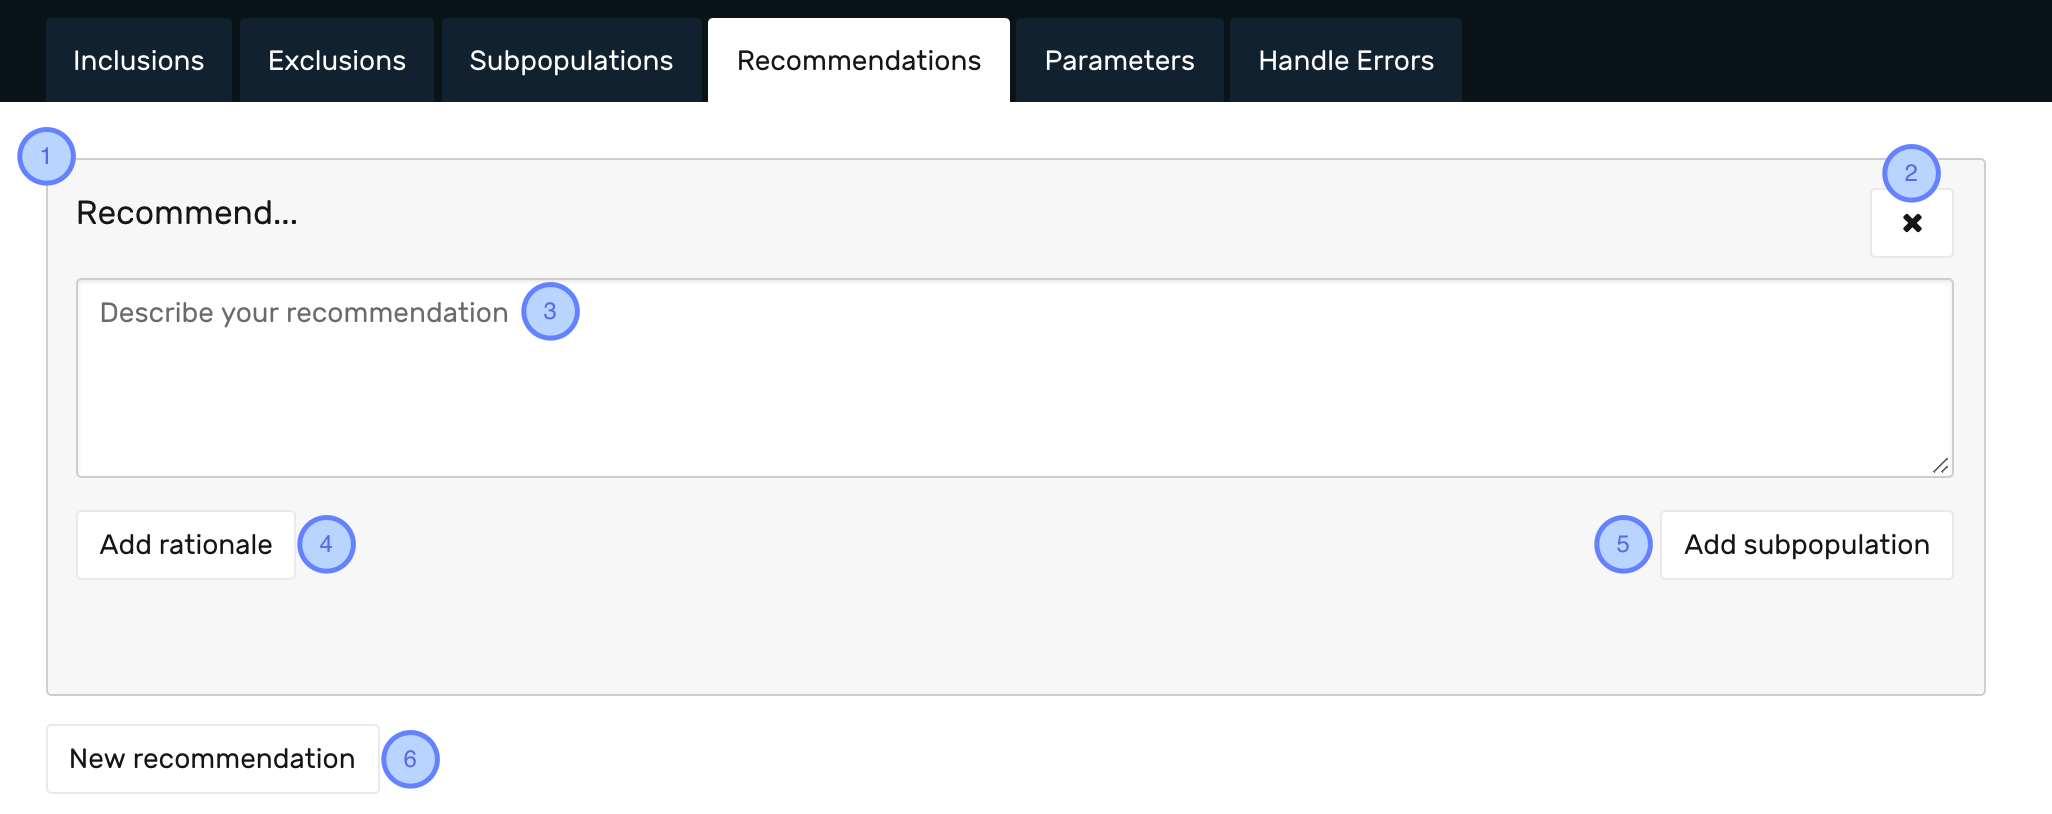 Inclusions Exclusions Subpopulations Recommendations Parameters Handle Errors
1
2
Recommend...
Describe your recommendation 3
Add rationale 4 5 Add subpopulation
New recommendation 6